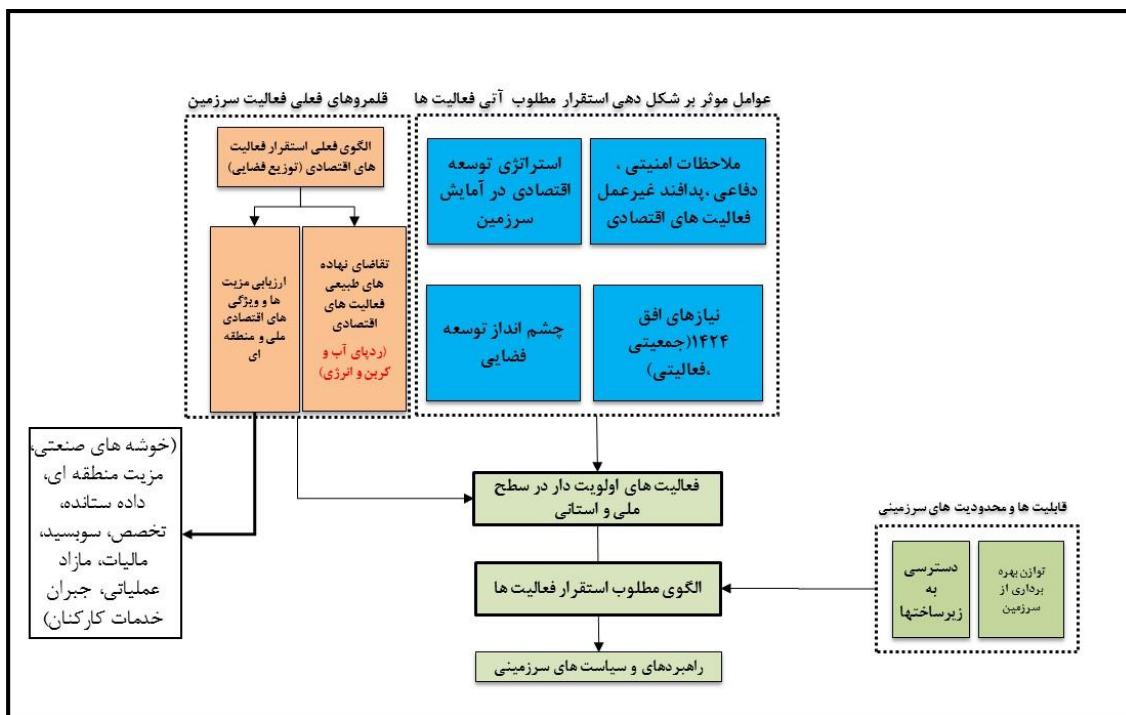 عوامل موثر بر شکل دهی استقرار مطلوب آتی فعالیت ها
قلمروهای فعلی فعالیت سرزمین
ملاحظات امنیتی ،
دفاعی ،پدافند غیرعمل
فعالیت های اقتصادی
استراتژی توسعه
اقتصادی در آمایش
سرزمین
نیازهای افق
۱۴۲۴(جمعیتی
،فعالیتی)
چشم انداز توسعه
فضایی
الگوی فعلی استقرار فعالیت
های اقتصادی (توزیع فضایی)
تقاضای نهاده
های طبیعی
فعالیت های
اقتصادی
(ردپای آب و
کربن و انرژی)
ارزیابی مزیت
ها و ویژگی
های اقتصادی
ملی و منطقه
ای
(خوشه های صنعتی،
مزیت منطقه ای،
داده ستانده،
تخصص، سوبسید،
مالیات، مازاد
عملیاتی، جبران
خدمات کارکنان)
فعالیت های اولویت دار در سطح
ملی و استانی
قابلیت ها و محدودیت های سرزمینی
توازن بهره
برداری از
سرزمین
دسترسی
به
زیرساختها
الگوی مطلوب استقرار فعالیت ها
راهبردهای و سیاست های سرزمینی